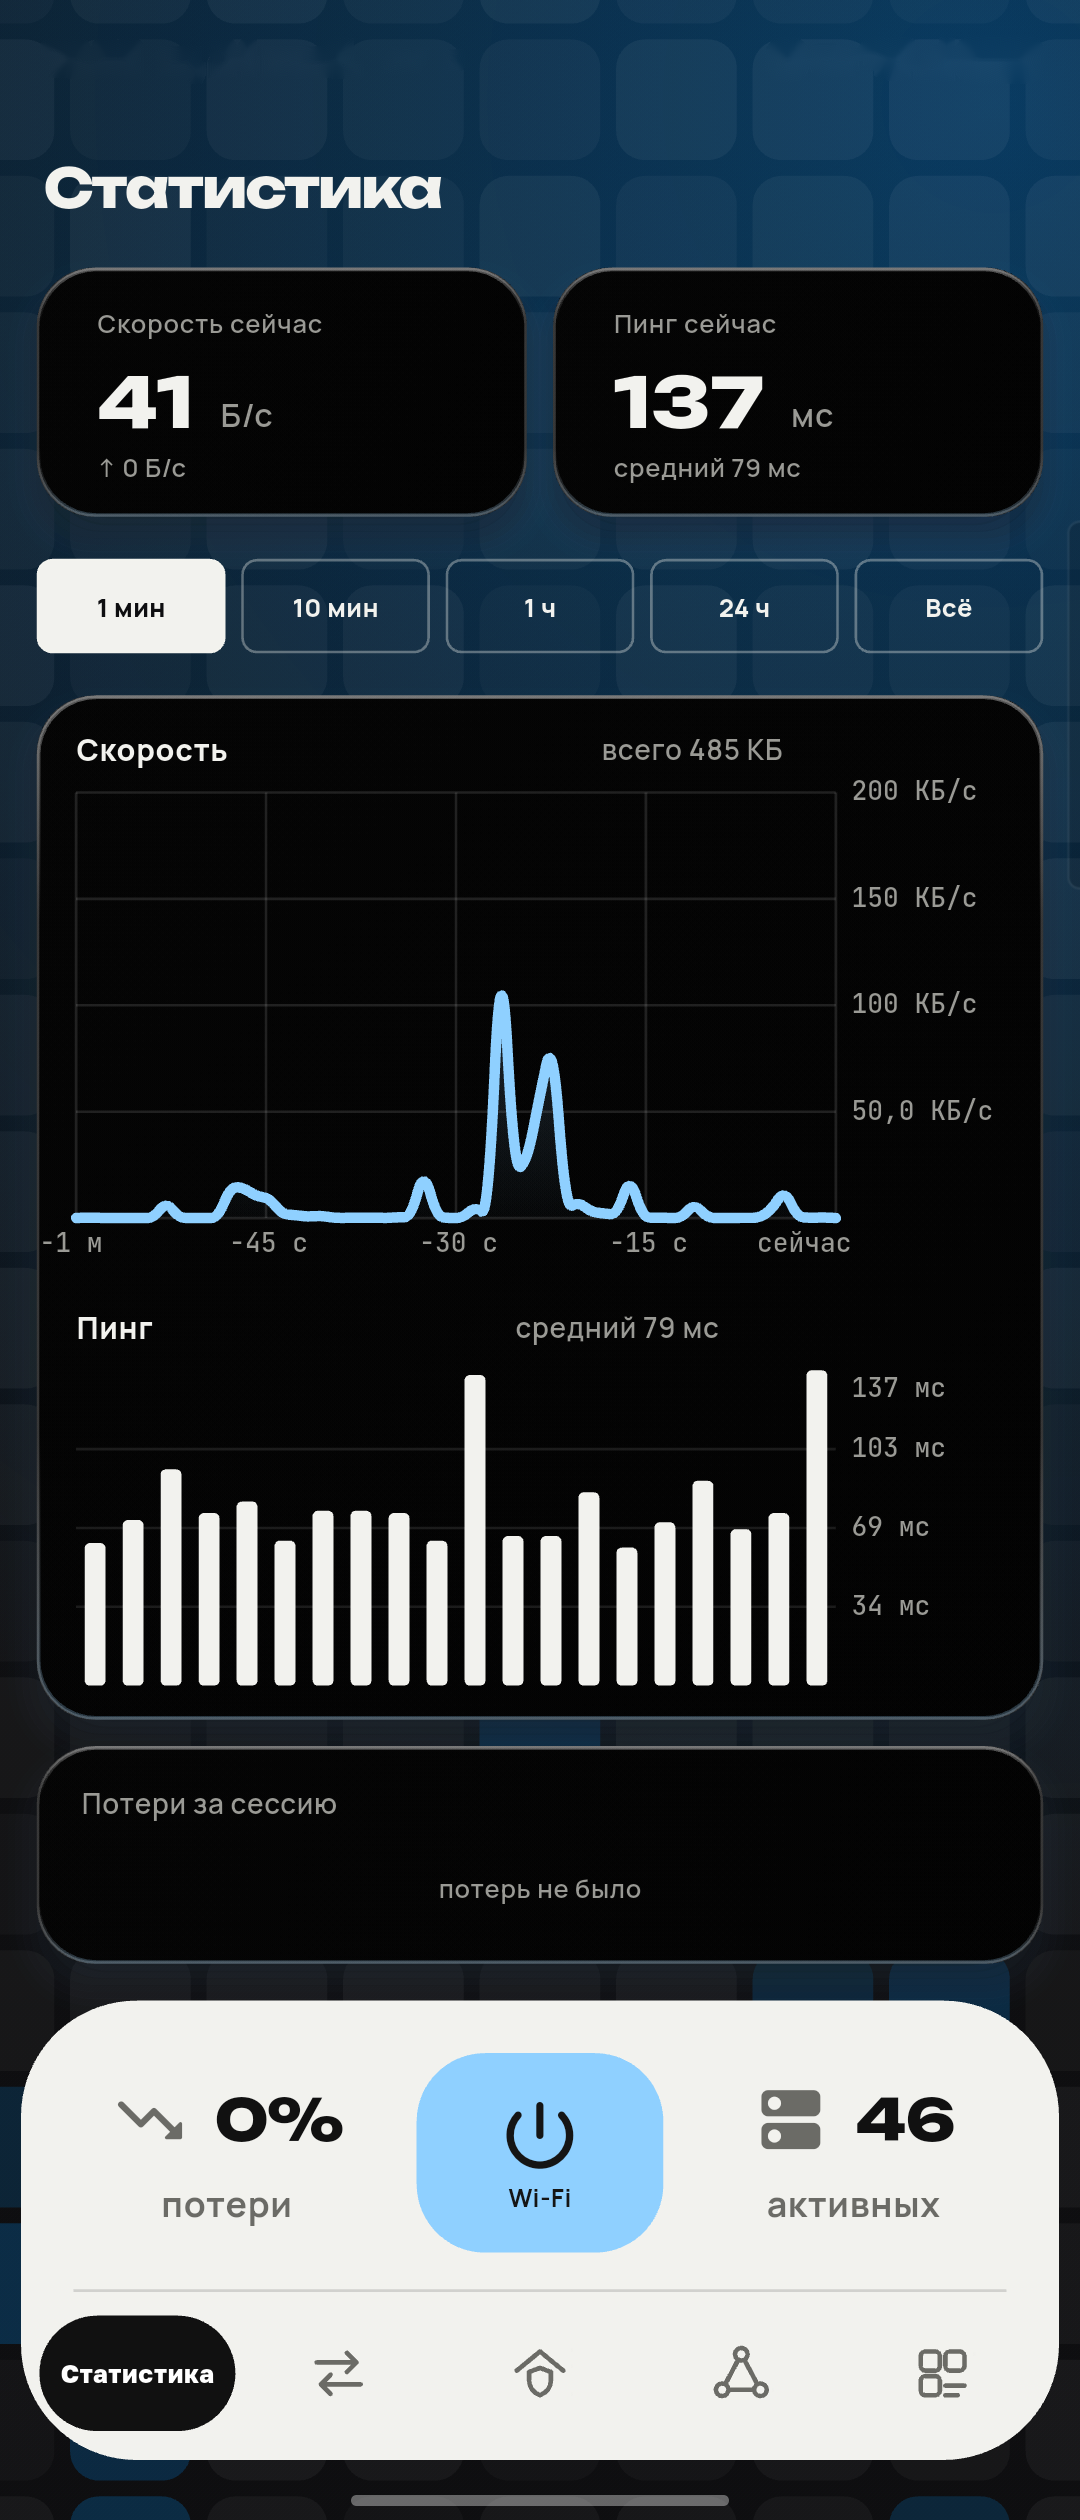 Статистика
Скорость сейчас
41 Б/с
↑ 0 Б/с
Пинг сейчас
137 мс
средний 79 мс
1 мин
10 мин
1 ч
24 ч
Всё
Скорость
всего 485 КБ
200 КБ/с
150 КБ/с
100 КБ/с
50,0 КБ/с
-1 м
-45 с
-30 с
-15 с
сейчас
Пинг
средний 79 мс
137 мс
103 мс
69 мс
34 мс
Потери за сессию
потерь не было
0%
потери
Wi-Fi
46
активных
Статистика